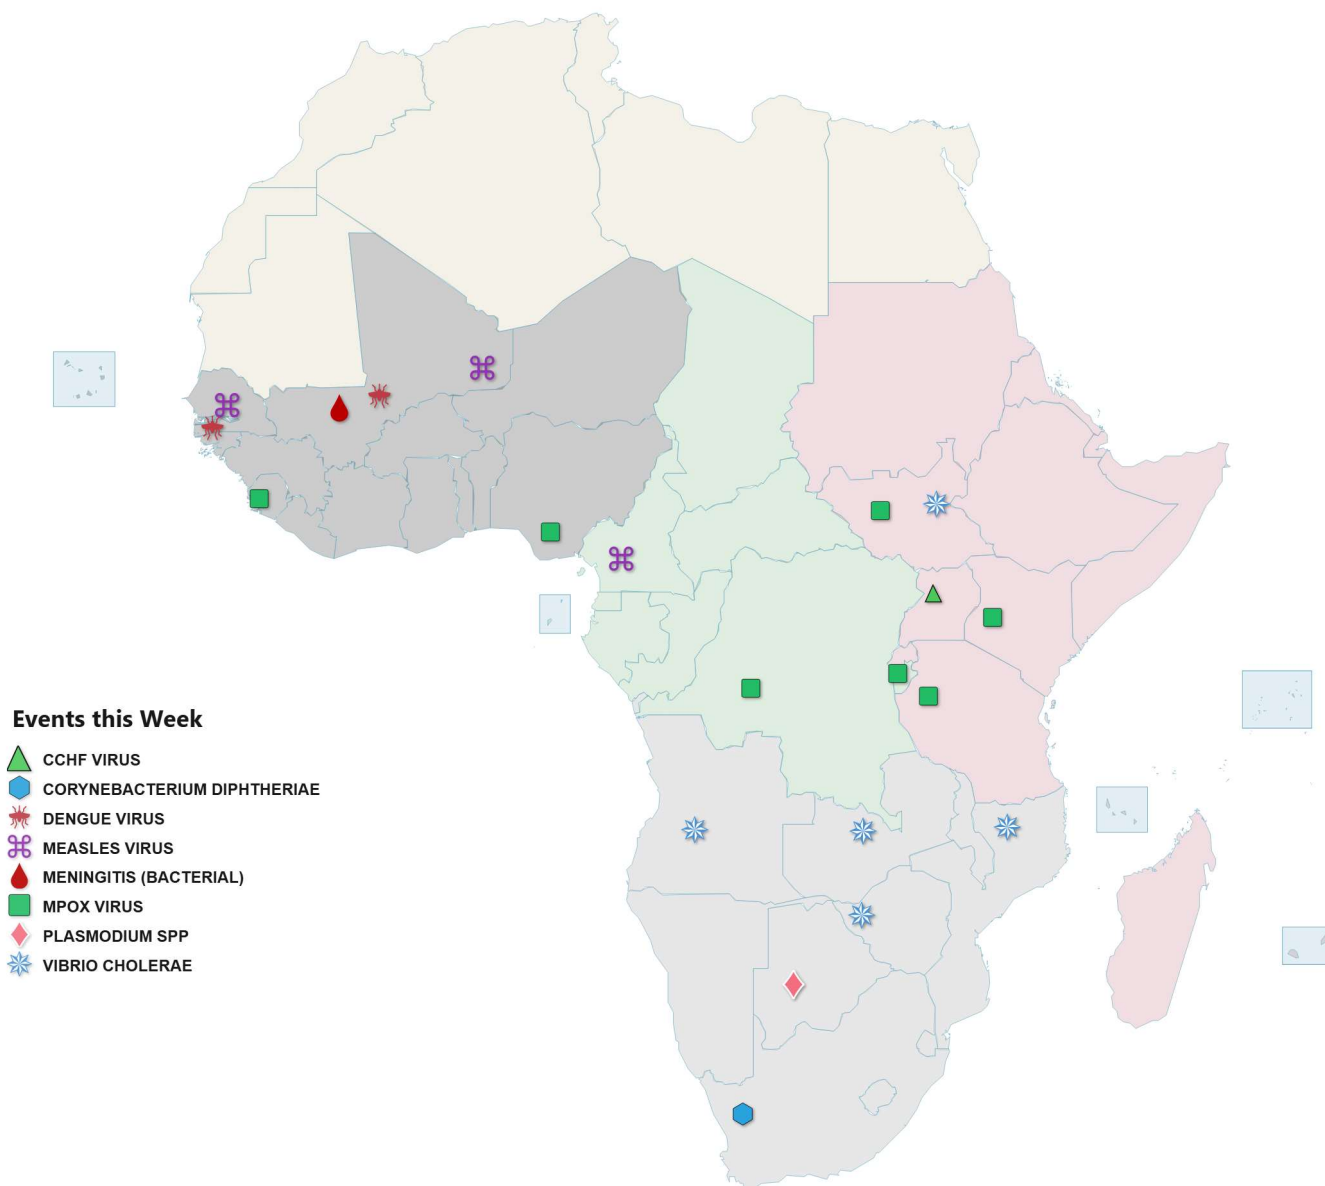 Events this Week
CCHF VIRUS
CORYNEBACTERIUM DIPHTHERIAE
DENGUE VIRUS
MEASLES VIRUS
MENINGITIS (BACTERIAL)
MPOX VIRUS
PLASMODIUM SPP
VIBRIO CHOLERAE